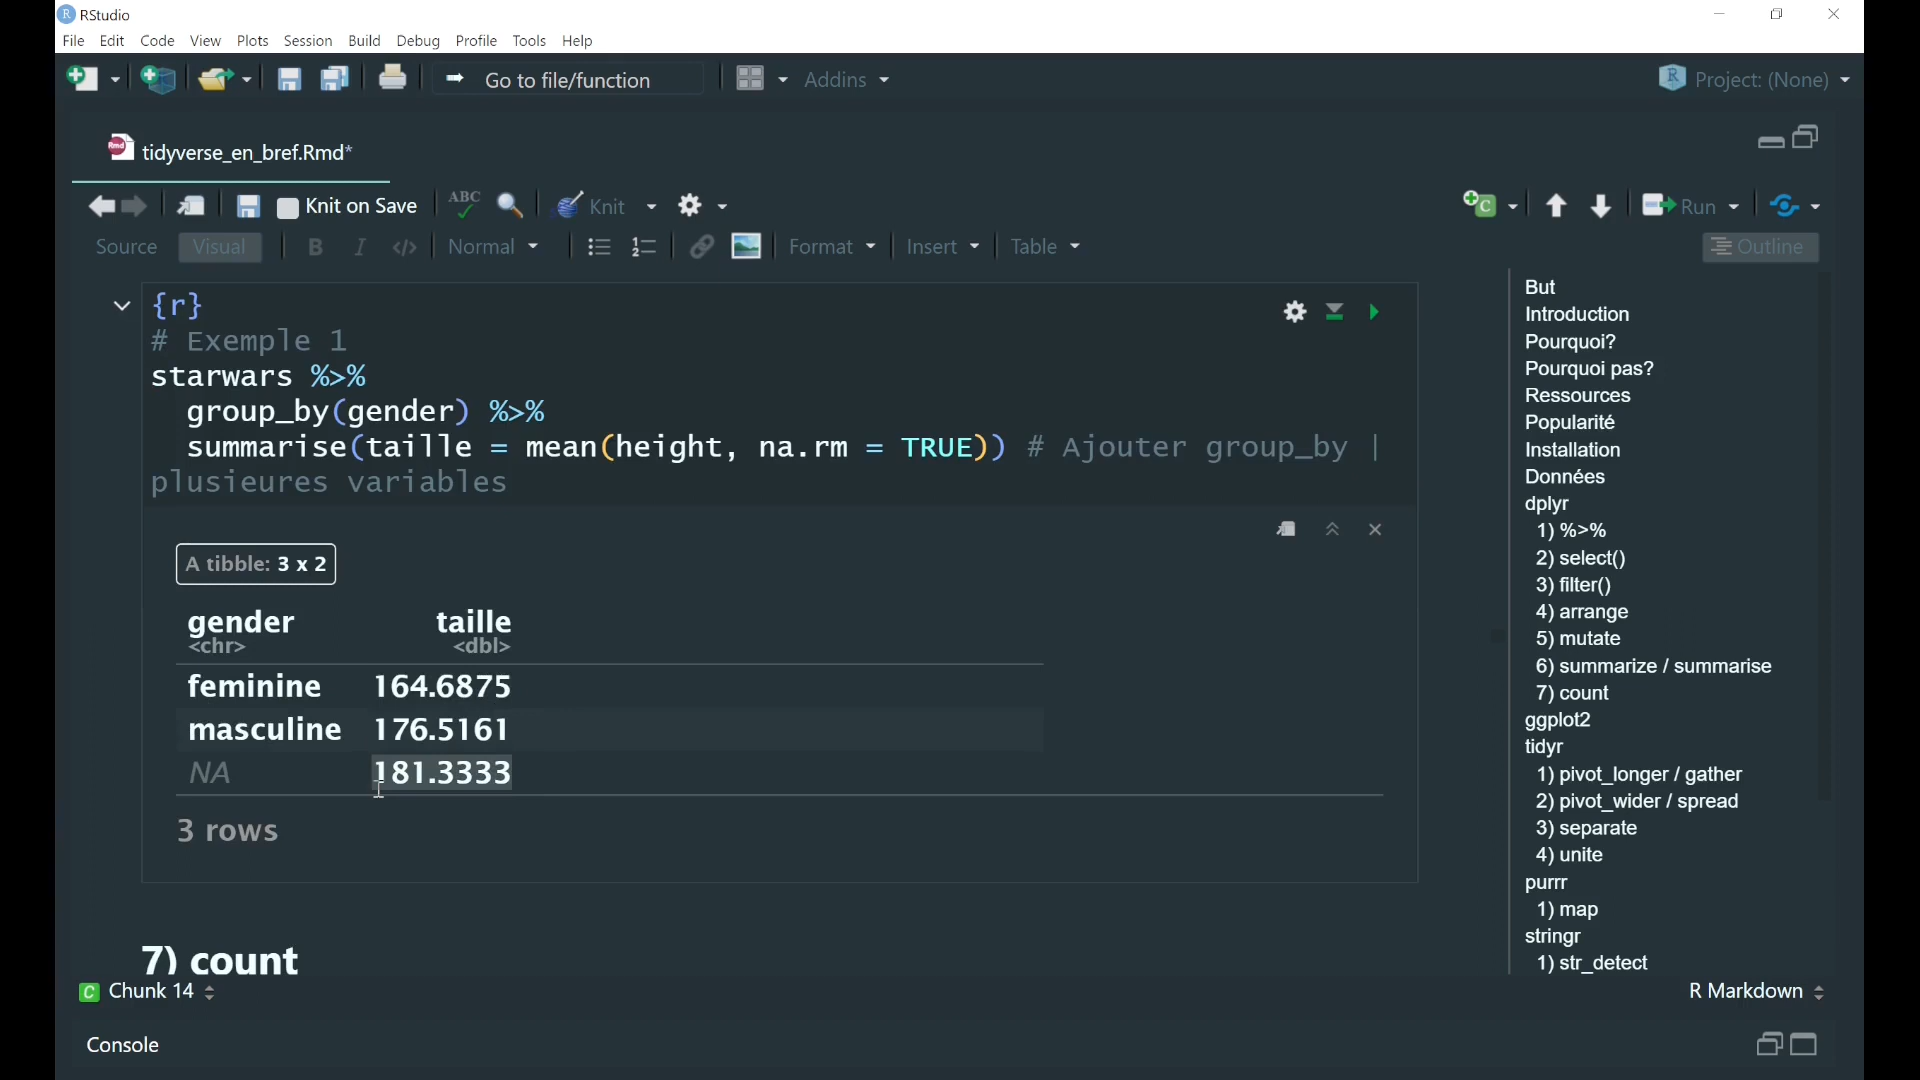 RStudio
File Edit Code View Plots Session Build Debug Profile Tools Help
Go to file/function
Addins
Project: (None)
tidyverse_en_bref.Rmd*
Knit on Save
ABC
Knit
Run
Source Visual B I </> Normal Format Insert Table Outline
{r}
# Exemple 1
starwars %>%
group_by(gender) %>%
summarise(taille = mean(height, na.rm = TRUE)) # Ajouter group_by |
plusieures variables
A tibble: 3 x 2
gender taille
<chr> <dbl>
feminine 164.6875
masculine 176.5161
NA 181.3333
3 rows
7) count
But
Introduction
Pourquoi?
Pourquoi pas?
Ressources
Popularité
Installation
Données
dplyr
1) %>%
2) select()
3) filter()
4) arrange
5) mutate
6) summarize / summarise
7) count
ggplot2
tidyr
1) pivot_longer / gather
2) pivot_wider / spread
3) separate
4) unite
purrr
1) map
stringr
1) str_detect
C Chunk 14
R Markdown
Console